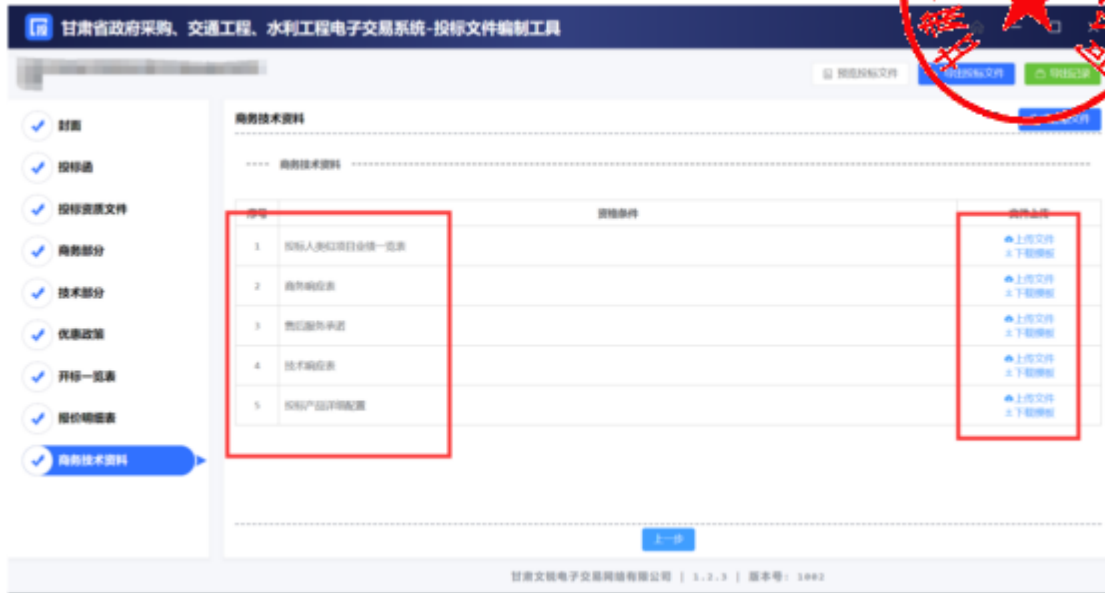 甘肃省政府采购、交通工程、水利工程电子交易系统-投标文件编制工具
预览投标文件
导出投标文件
导出记录
封面
投标函
投标资质文件
商务部分
技术部分
优惠政策
开标一览表
报价明细表
商务技术资料
商务技术资料
文件
商务技术资料
序号 资格条件 文件上传
1 投标人类似项目业绩一览表 上传文件
下载模板
2 商务响应表 上传文件
下载模板
3 售后服务承诺 上传文件
下载模板
4 技术响应表 上传文件
下载模板
5 投标产品详细配置 上传文件
下载模板
上一步
甘肃文锐电子交易网络有限公司 | 1.2.3 | 版本号: 1002